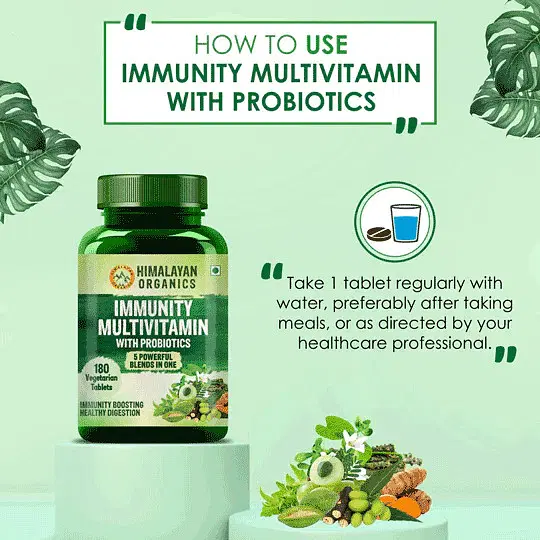 HOW TO USE
IMMUNITY MULTIVITAMIN
WITH PROBIOTICS
HIMALAYAN
ORGANICS
IMMUNITY
MULTIVITAMIN
WITH PROBIOTICS
5 POWERFUL
BLENDS IN ONE
180
Vegetarian
Tablets
IMMUNITY BOOSTING
HEALTHY DIGESTION
Take 1 tablet regularly with
water, preferably after taking
meals, or as directed by your
healthcare professional.